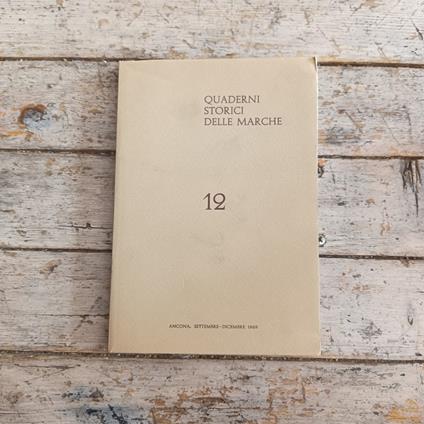 QUADERNI
STORICI
DELLE MARCHE
12
ANCONA, SETTEMBRE-DICEMBRE 1969